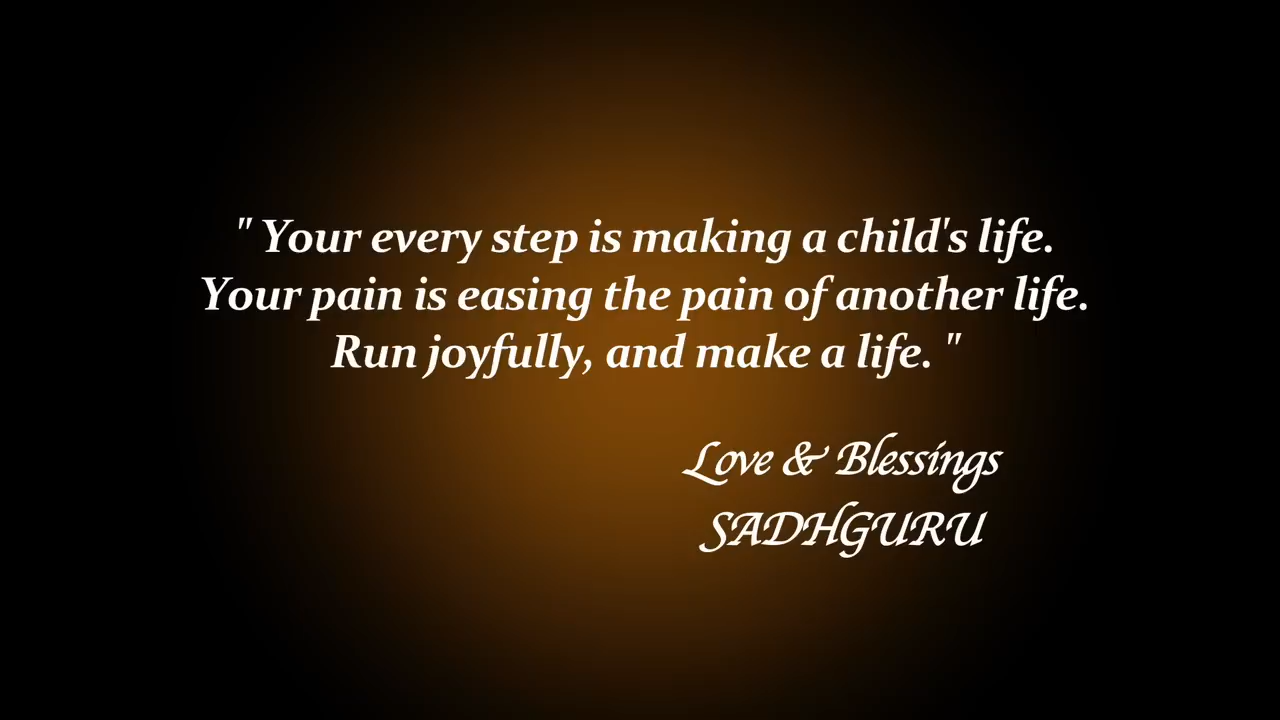 " Your every step is making a child's life.
Your pain is easing the pain of another life.
Run joyfully, and make a life. "
Love & Blessings
SADHGURU